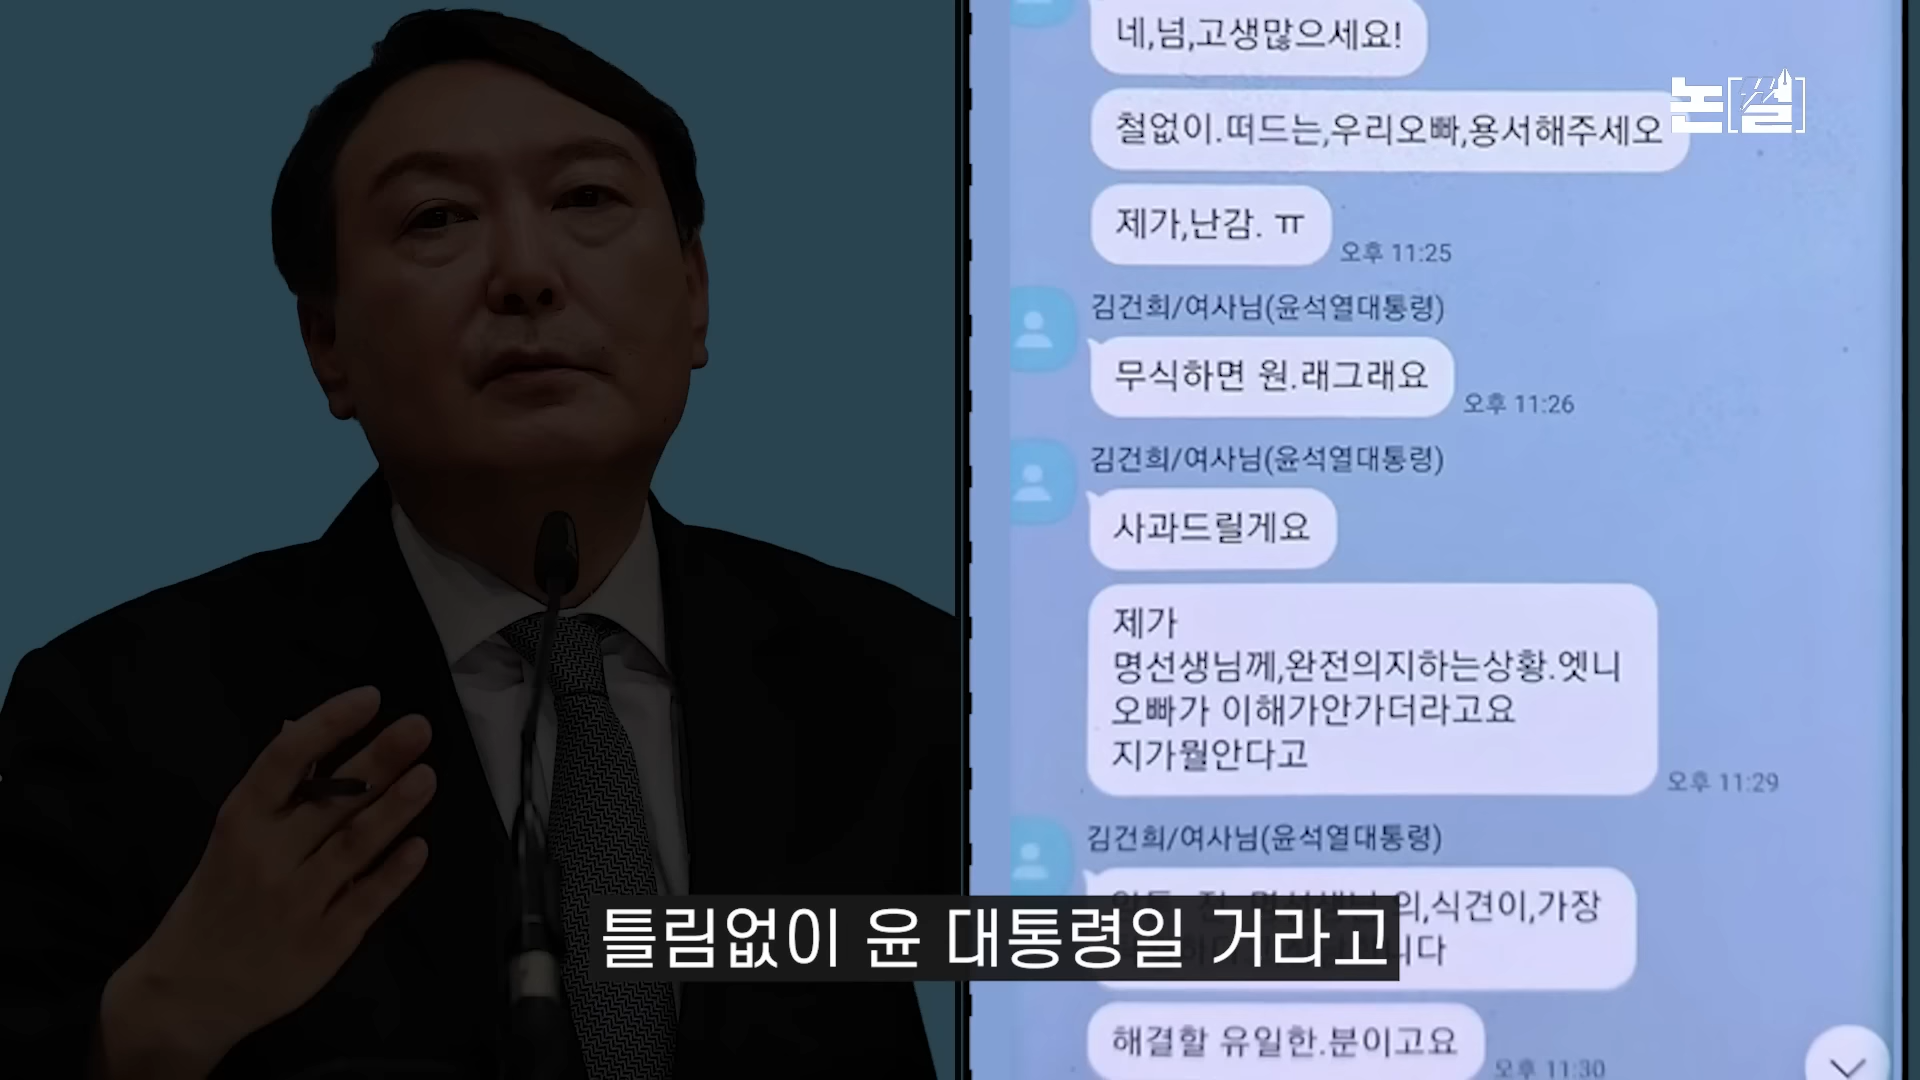 네,넘,고생많으세요!
논[썰]
철없이.떠드는,우리오빠,용서해주세오
제가,난감. ㅠ
오후 11:25
김건희/여사님(윤석열대통령)
무식하면 원.래그래요
오후 11:26
김건희/여사님(윤석열대통령)
사과드릴게요
제가
명선생님께,완전의지하는상황.엣니
오빠가 이해가안가더라고요
지가뭘안다고
오후 11:29
김건희/여사님(윤석열대통령)
의,식견이,가장
니다
틀림없이 윤 대통령일 거라고
해결할 유일한.분이고요
오후 11:30